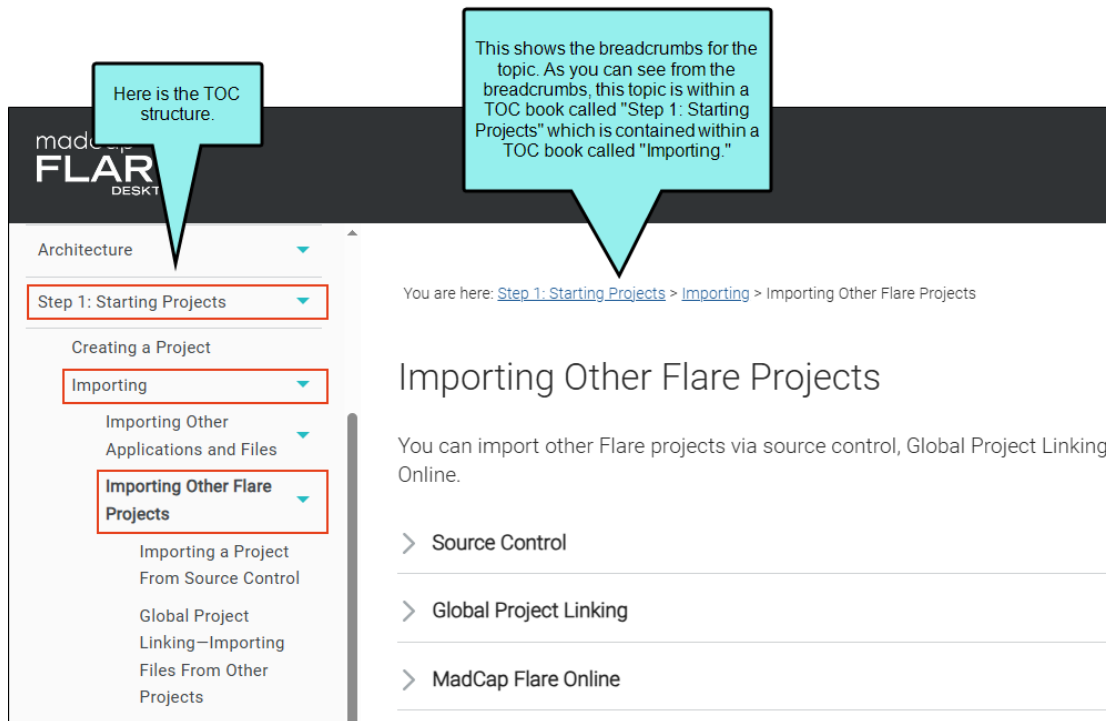 Here is the TOC
structure.
This shows the breadcrumbs for the
topic. As you can see from the
breadcrumbs, this topic is within a
TOC book called "Step 1: Starting
Projects" which is contained within a
TOC book called "Importing."
FLAR
Architecture
Step 1: Starting Projects
Creating a Project
Importing
Importing Other
Applications and Files
Importing Other Flare
Projects
Importing a Project
From Source Control
Global Project
Linking—Importing
Files From Other
Projects
You are here: Step 1: Starting Projects > Importing > Importing Other Flare Projects
Importing Other Flare Projects
You can import other Flare projects via source control, Global Project Linking
Online.
Source Control
Global Project Linking
MadCap Flare Online